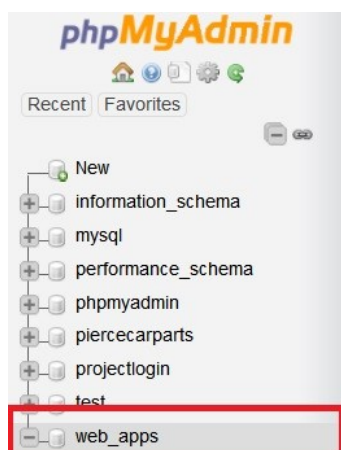 phpMyAdmin
Recent Favorites
New
information_schema
mysql
performance_schema
phpmyadmin
piercecarparts
projectlogin
test
web_apps